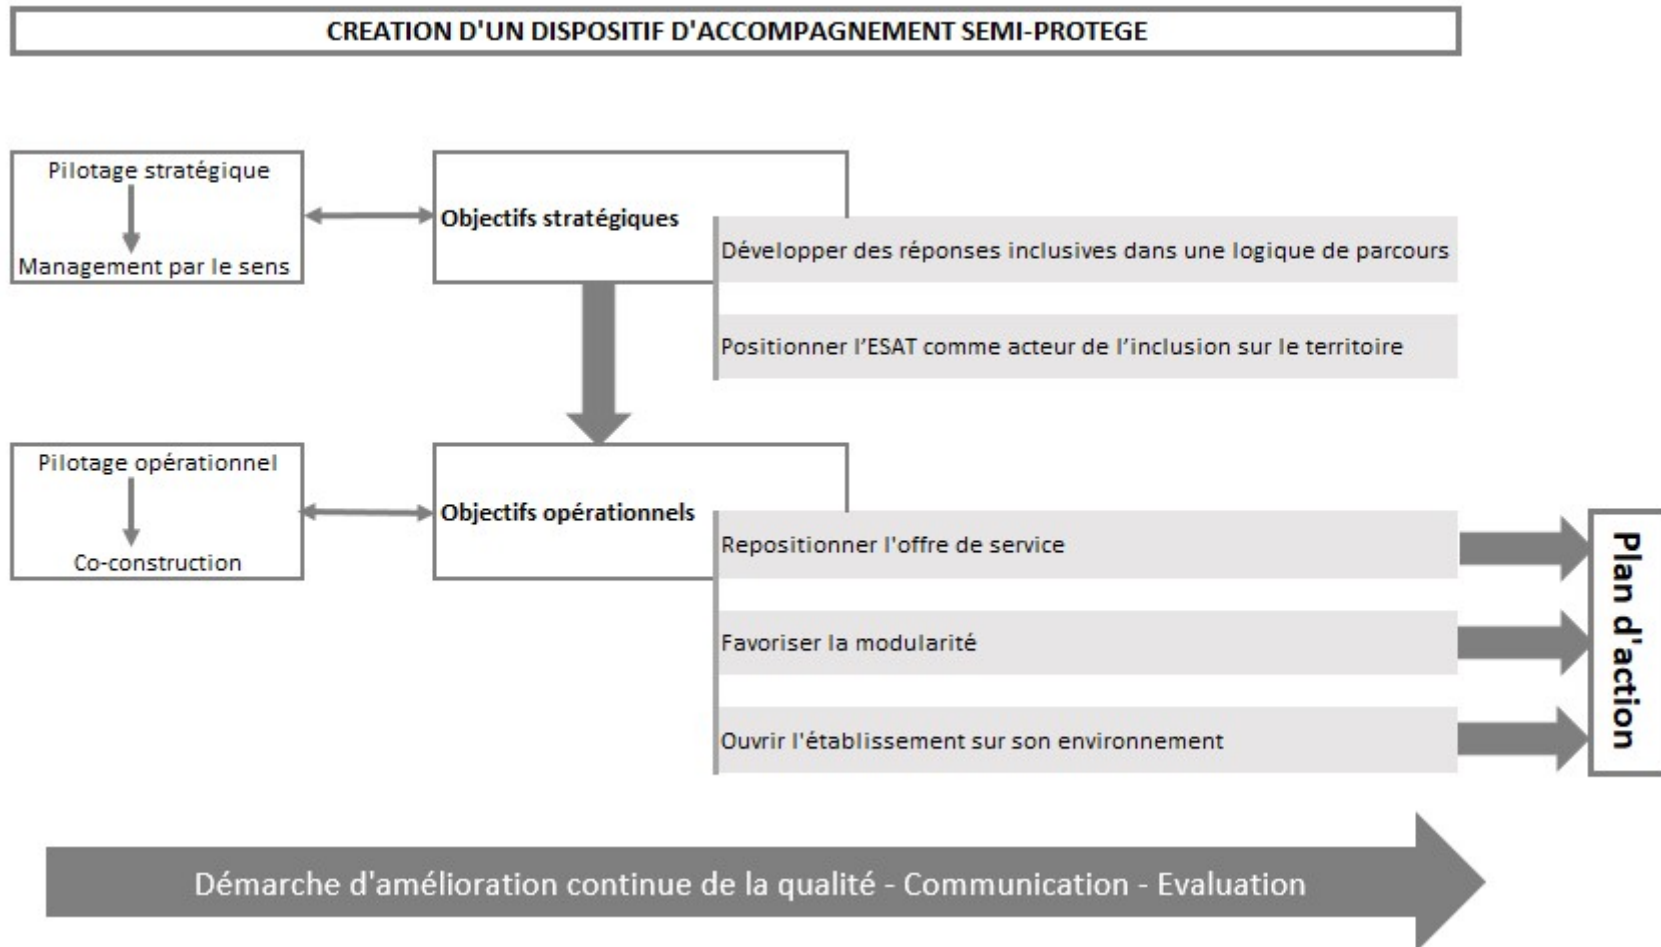 CREATION D'UN DISPOSITIF D'ACCOMPAGNEMENT SEMI-PROTEGE
Pilotage stratégique
Management par le sens
Objectifs stratégiques
Développer des réponses inclusives dans une logique de parcours
Positionner l’ESAT comme acteur de l’inclusion sur le territoire
Pilotage opérationnel
Co-construction
Objectifs opérationnels
Repositionner l'offre de service
Favoriser la modularité
Ouvrir l'établissement sur son environnement
Plan d'action
Démarche d'amélioration continue de la qualité - Communication - Evaluation